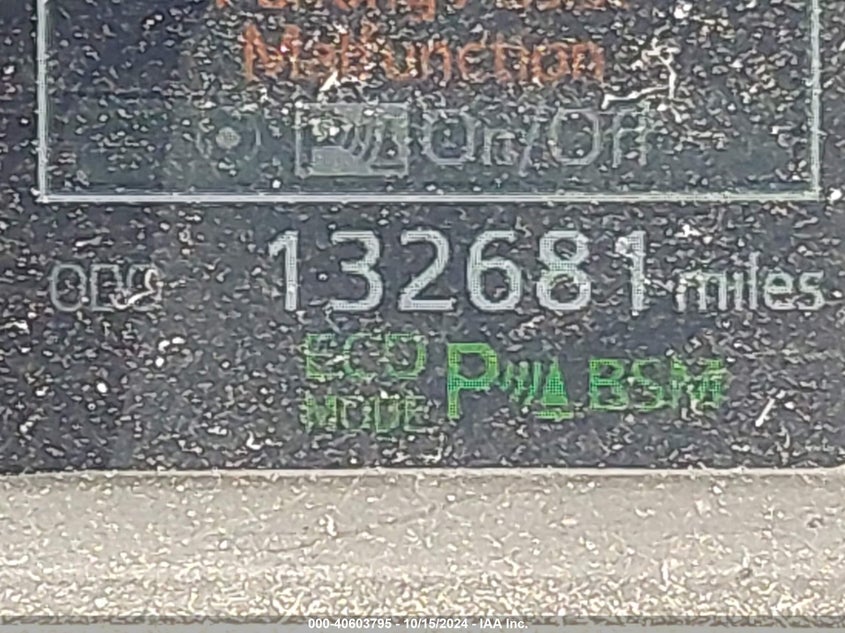 Malfunction
On/Off
ODO 132681 miles
ECO
MODE P BSM
000-40603795 - 10/15/2024 - IAA Inc.